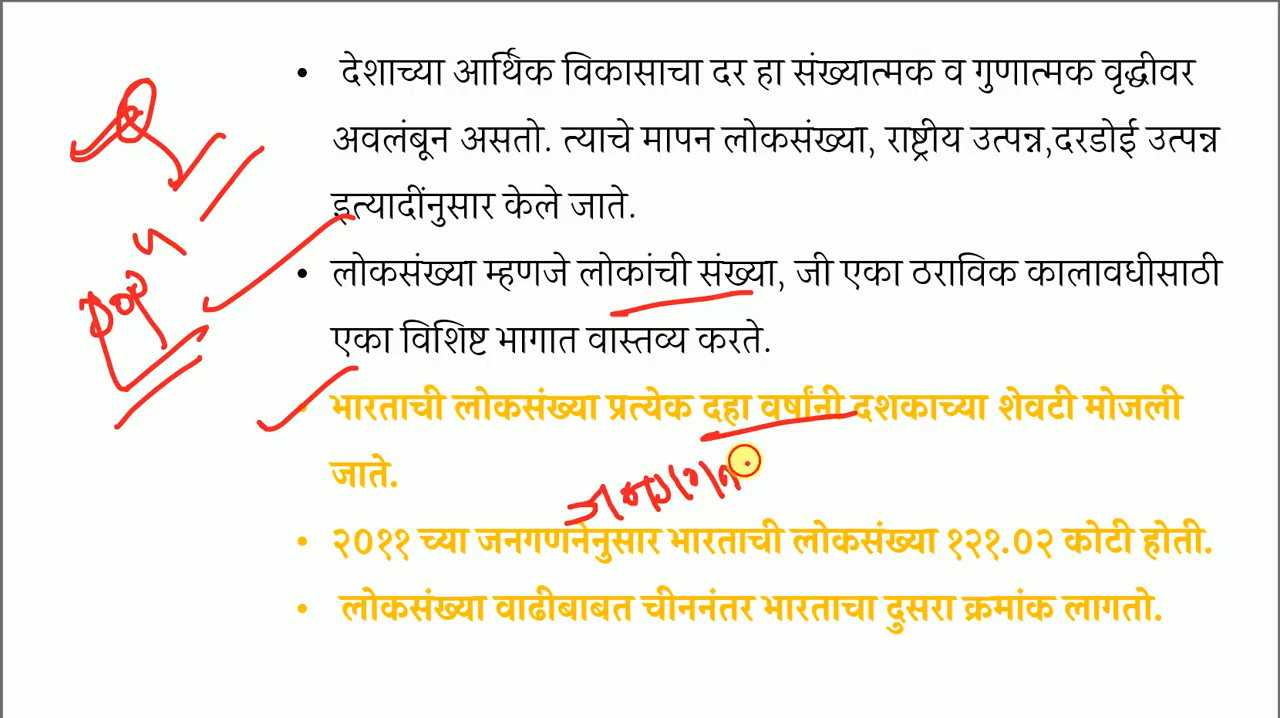 • देशाच्या आर्थिक विकासाचा दर हा संख्यात्मक व गुणात्मक वृद्धीवर
अवलंबून असतो. त्याचे मापन लोकसंख्या, राष्ट्रीय उत्पन्न,दरडोई उत्पन्न
इत्यादींनुसार केले जाते.
• लोकसंख्या म्हणजे लोकांची संख्या, जी एका ठराविक कालावधीसाठी
एका विशिष्ट भागात वास्तव्य करते.
• भारताची लोकसंख्या प्रत्येक दहा वर्षांनी दशकाच्या शेवटी मोजली
जाते.
• २०११ च्या जनगणनेनुसार भारताची लोकसंख्या १२१.०२ कोटी होती.
• लोकसंख्या वाढीबाबत चीननंतर भारताचा दुसरा क्रमांक लागतो.